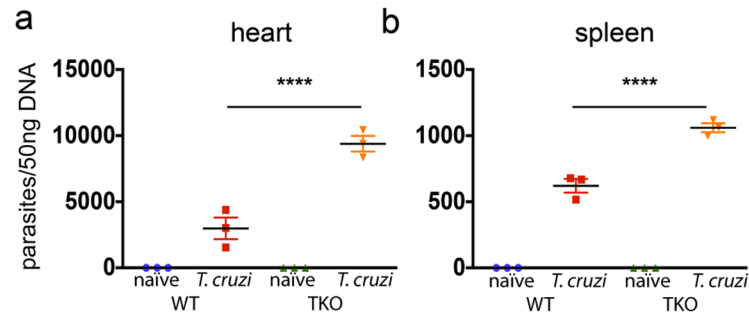 a
heart
parasites/50ng DNA
15000
10000
5000
0
****
naïve T. cruzi naïve T. cruzi
WT TKO
b
spleen
1500
1000
500
0
****
naïve T. cruzi naïve T. cruzi
WT TKO